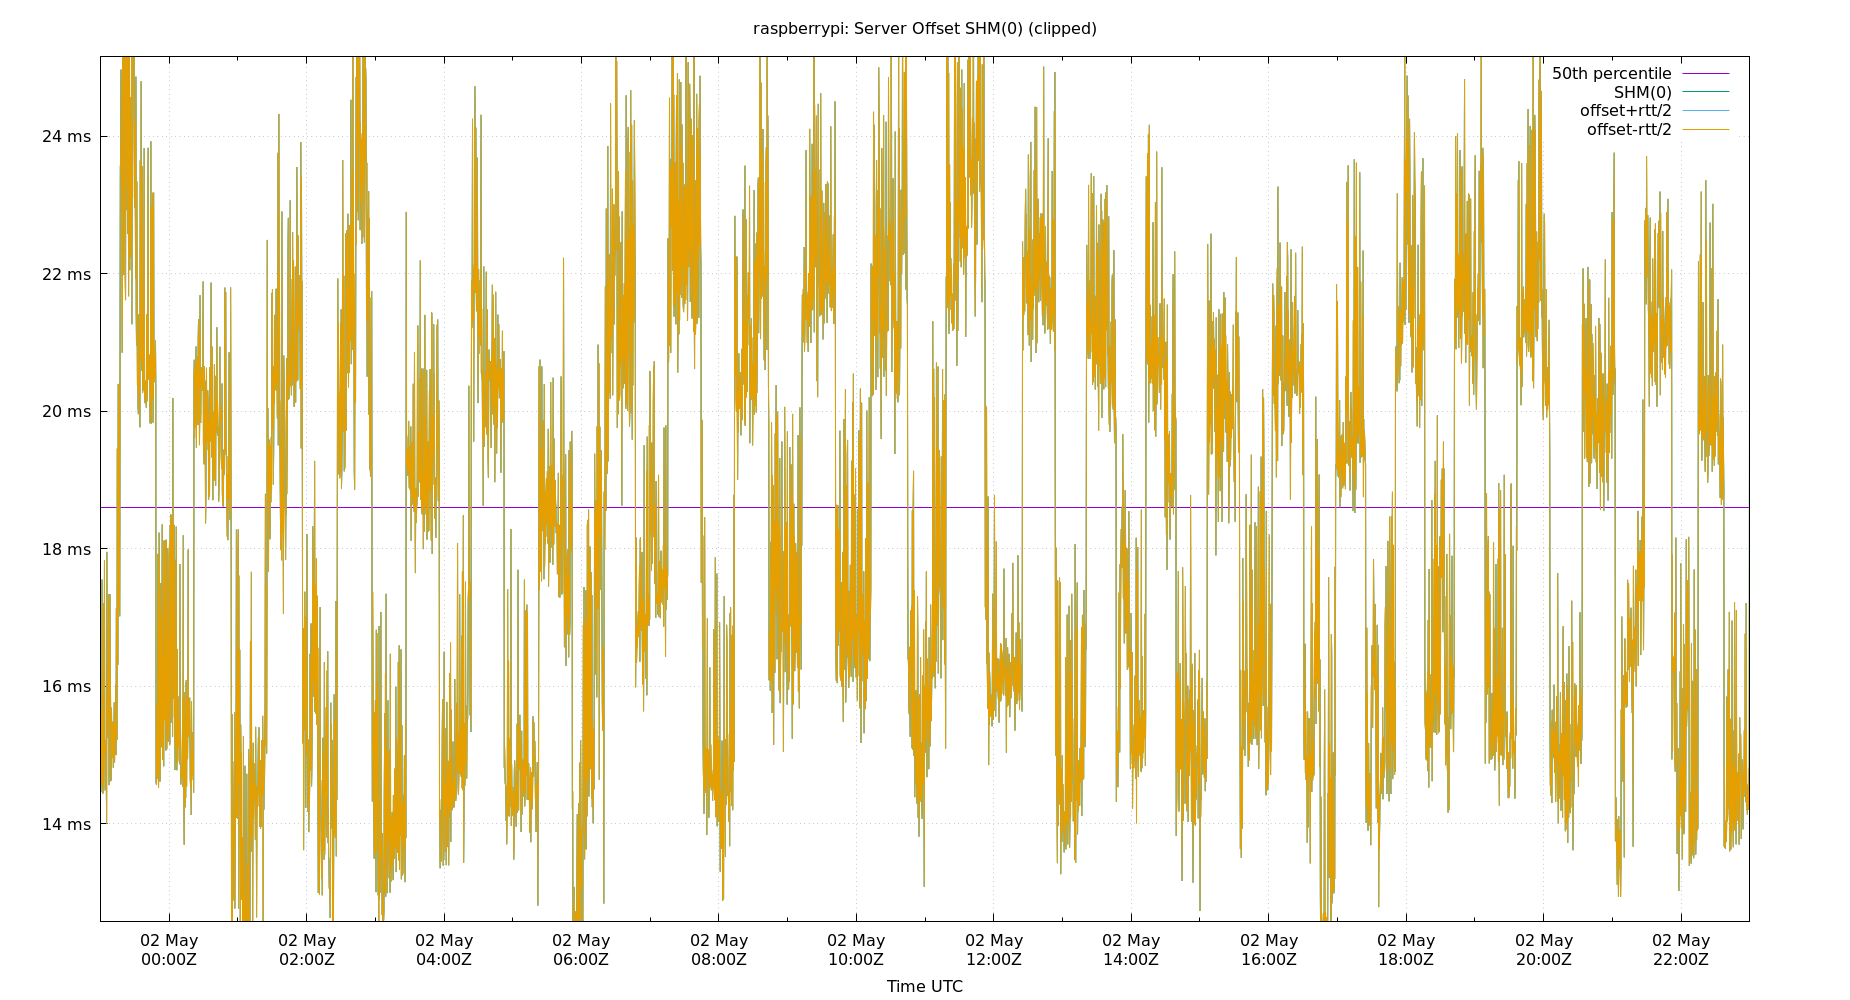 raspberrypi: Server Offset SHM(0) (clipped)
50th percentile
SHM(0)
offset+rtt/2
offset-rtt/2
24 ms
22 ms
20 ms
18 ms
16 ms
14 ms
02 May 02 May 02 May 02 May 02 May 02 May 02 May 02 May 02 May 02 May 02 May 02 May
00:00Z 02:00Z 04:00Z 06:00Z 08:00Z 10:00Z 12:00Z 14:00Z 16:00Z 18:00Z 20:00Z 22:00Z
Time UTC